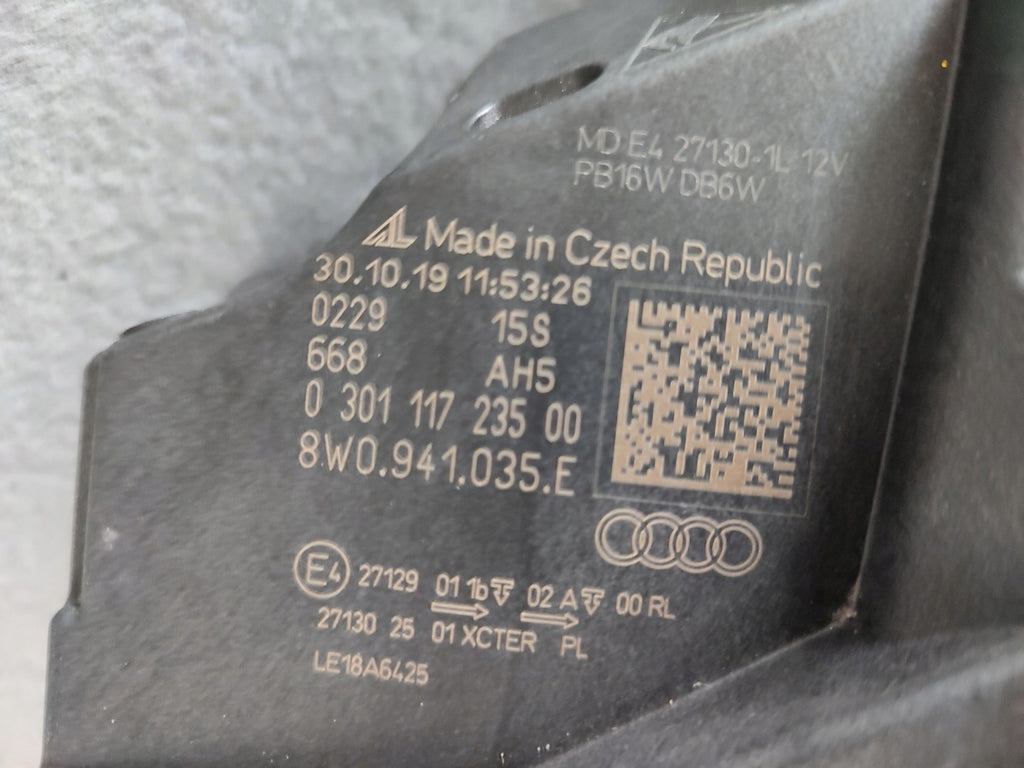 MD E4 27130-1L 12V
PB16W DB6W
AL Made in Czech Republic
30.10.19 11:53:26
0229 15S
668 AH5
0 301 117 235 00
8W0.941.035.E
E4 27129 01 1b 02 A 00 RL
27130 25 01 XCTER PL
LE18A6425